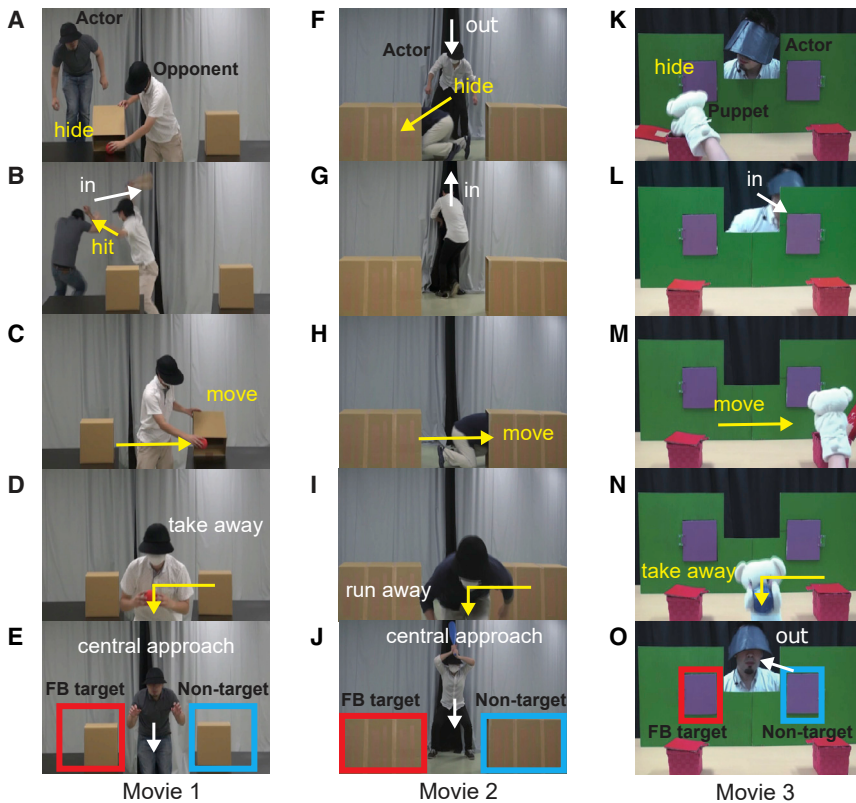 A
Actor
Opponent
hide
B
in
hit
C
move
D
take away
E
central approach
FB target
Non-target
Movie 1
F
out
Actor
hide
G
in
H
move
I
run away
J
central approach
FB target
Non-target
Movie 2
K
Actor
hide
Puppet
L
in
M
move
N
take away
O
out
FB target
Non-target
Movie 3